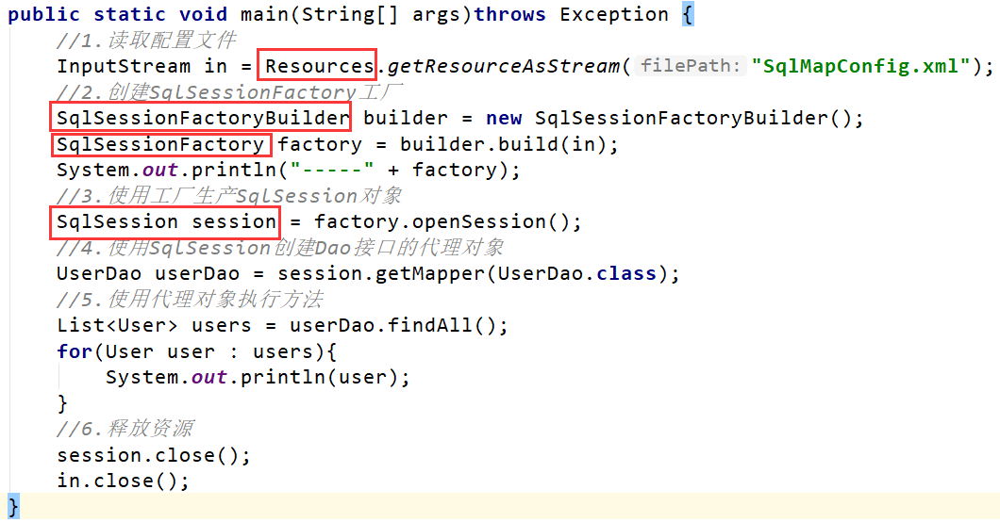 public static void main(String[] args)throws Exception {
//1.读取配置文件
InputStream in = Resources.getResourceAsStream( filePath: "SqlMapConfig.xml");
//2.创建SqlSessionFactory工厂
SqlSessionFactoryBuilder builder = new SqlSessionFactoryBuilder();
SqlSessionFactory factory = builder.build(in);
System.out.println("-----" + factory);
//3.使用工厂生产SqlSession对象
SqlSession session = factory.openSession();
//4.使用SqlSession创建Dao接口的代理对象
UserDao userDao = session.getMapper(UserDao.class);
//5.使用代理对象执行方法
List<User> users = userDao.findAll();
for(User user : users){
System.out.println(user);
}
//6.释放资源
session.close();
in.close();
}